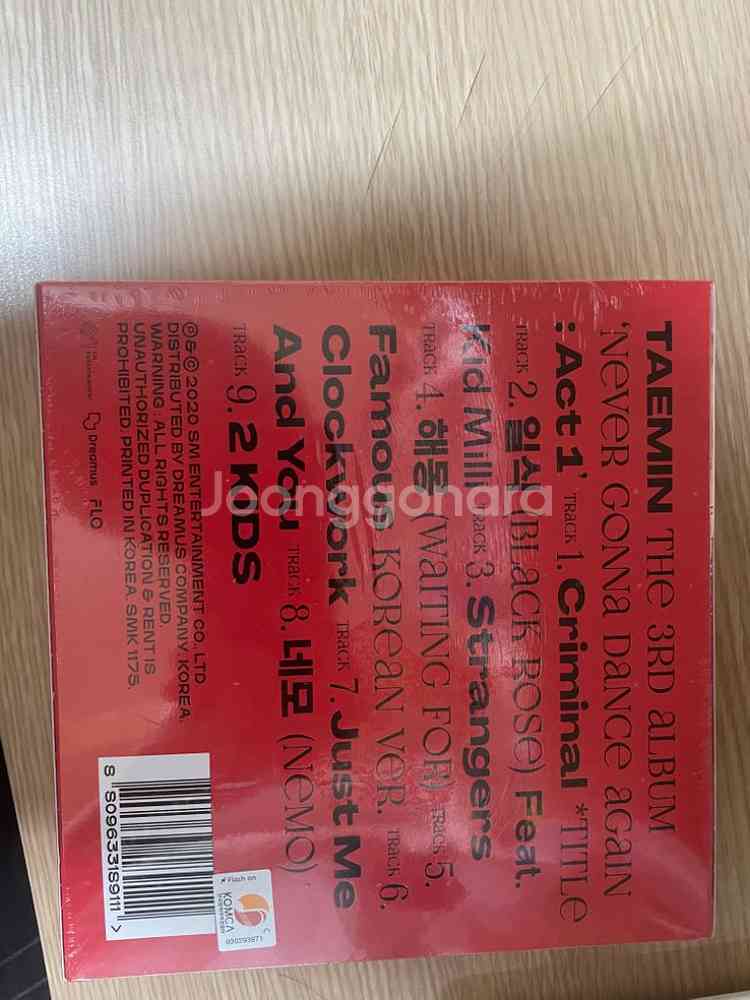 TAEMIN THE 3RD ALBUM
'NEVER GONNA DANCE AGAIN
: Act 1' TRACK 1. Criminal *TITLE
TRACK 2. 일식 (BLACK ROSE) Feat.
Kid Milli TRACK 3. Strangers
TRACK 4. 해몽 (WAITING FOR) TRACK 5.
Famous KOREAN VER. TRACK 6.
Clockwork TRACK 7. Just Me
And You TRACK 8. 네모 (NEMO)
TRACK 9. 2 KIDS
℗&© 2020 SM ENTERTAINMENT CO., LTD.
DISTRIBUTED BY DREAMUS COMPANY. KOREA.
WARNING : ALL RIGHTS RESERVED.
UNAUTHORIZED DUPLICATION & RENT IS
PROHIBITED. PRINTED IN KOREA. SMK 1175.
Dreamus FLO
8 809633 189111 >
Flash on
KOMCA
Joonggonara